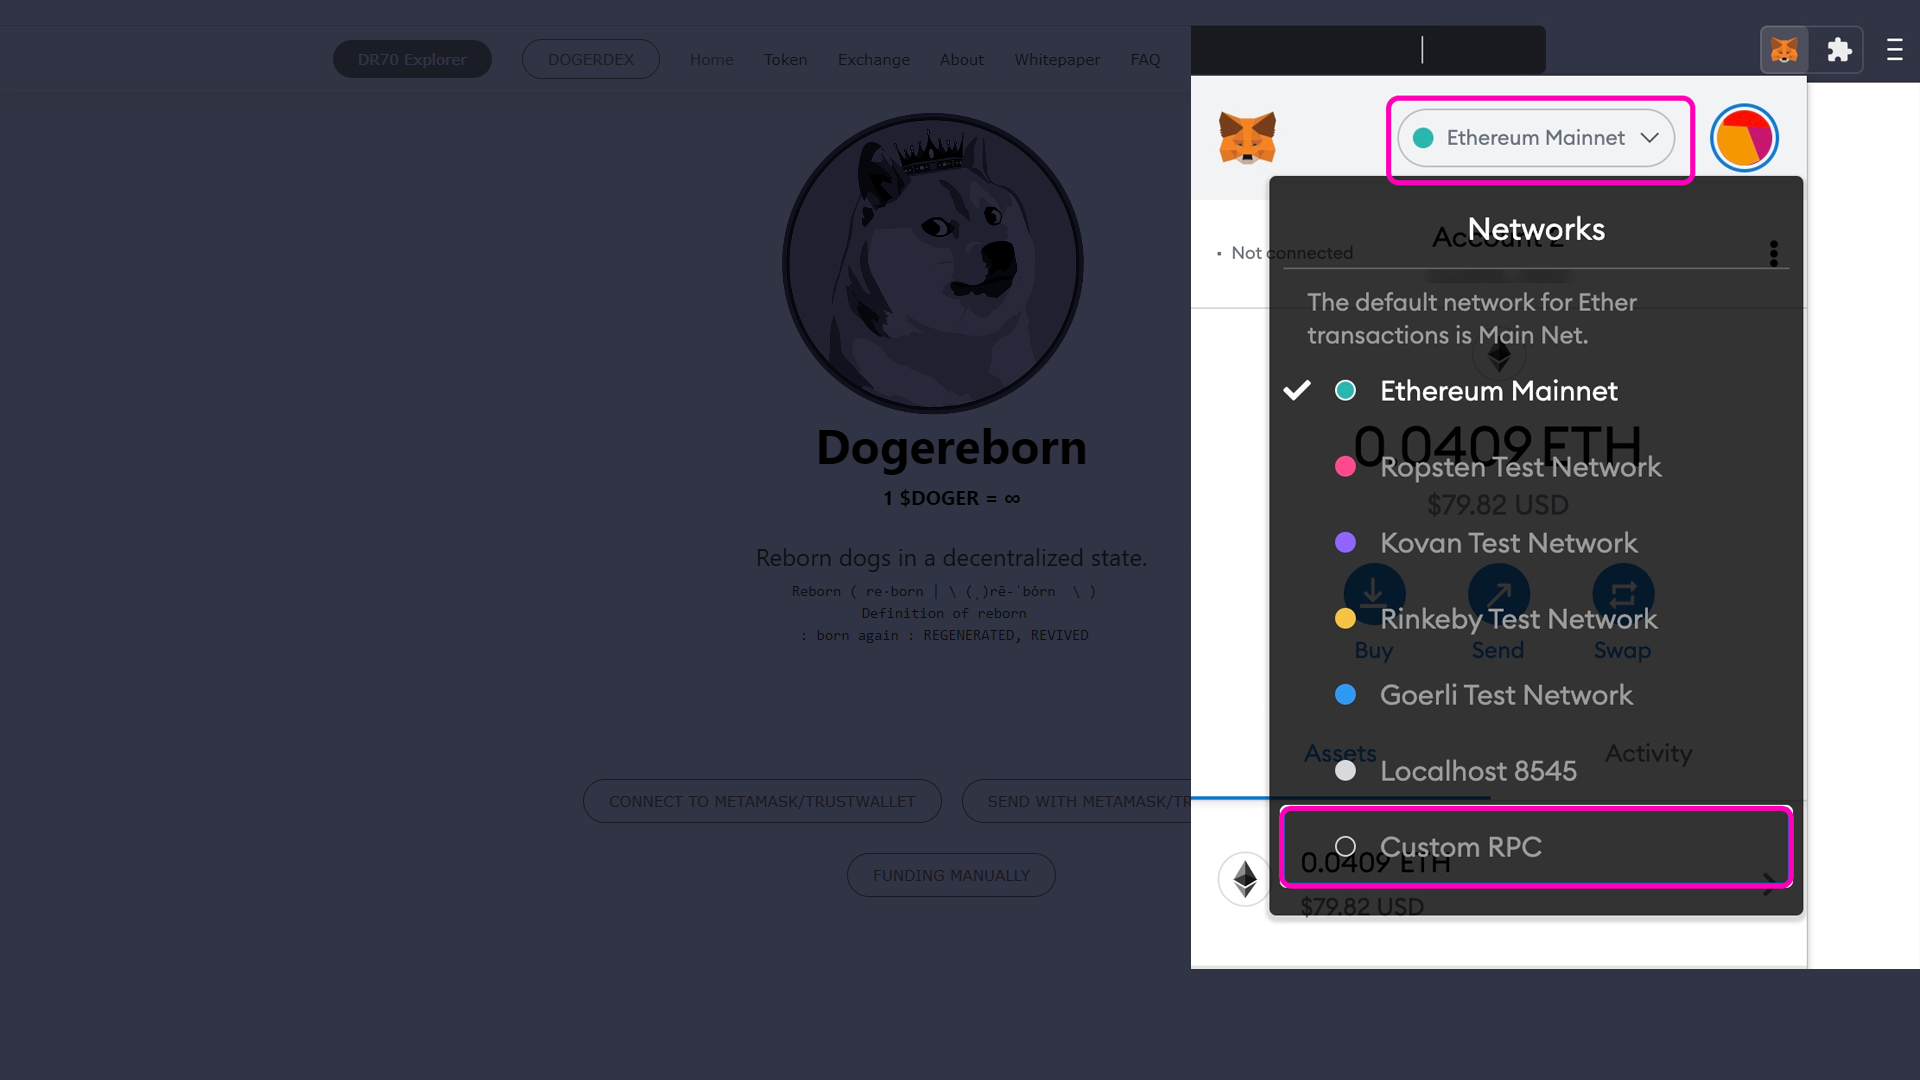 DR70 Explorer
DOGERDEX
Home
Token
Exchange
About
Whitepaper
FAQ
Dogereborn
1 $DOGER = ∞
Reborn dogs in a decentralized state.
Reborn ( re·born | \ (ˌ)rē-ˈbȯrn  \ )
Definition of reborn
: born again : REGENERATED, REVIVED
CONNECT TO METAMASK/TRUSTWALLET
SEND WITH METAMASK/TR
FUNDING MANUALLY
Ethereum Mainnet
Networks
Account 2
Not connected
The default network for Ether
transactions is Main Net.
Ethereum Mainnet
0.0409 ETH
Ropsten Test Network
$79.82 USD
Kovan Test Network
Rinkeby Test Network
Buy
Send
Swap
Goerli Test Network
Assets
Activity
Localhost 8545
Custom RPC
0.0409 ETH
$79.82 USD